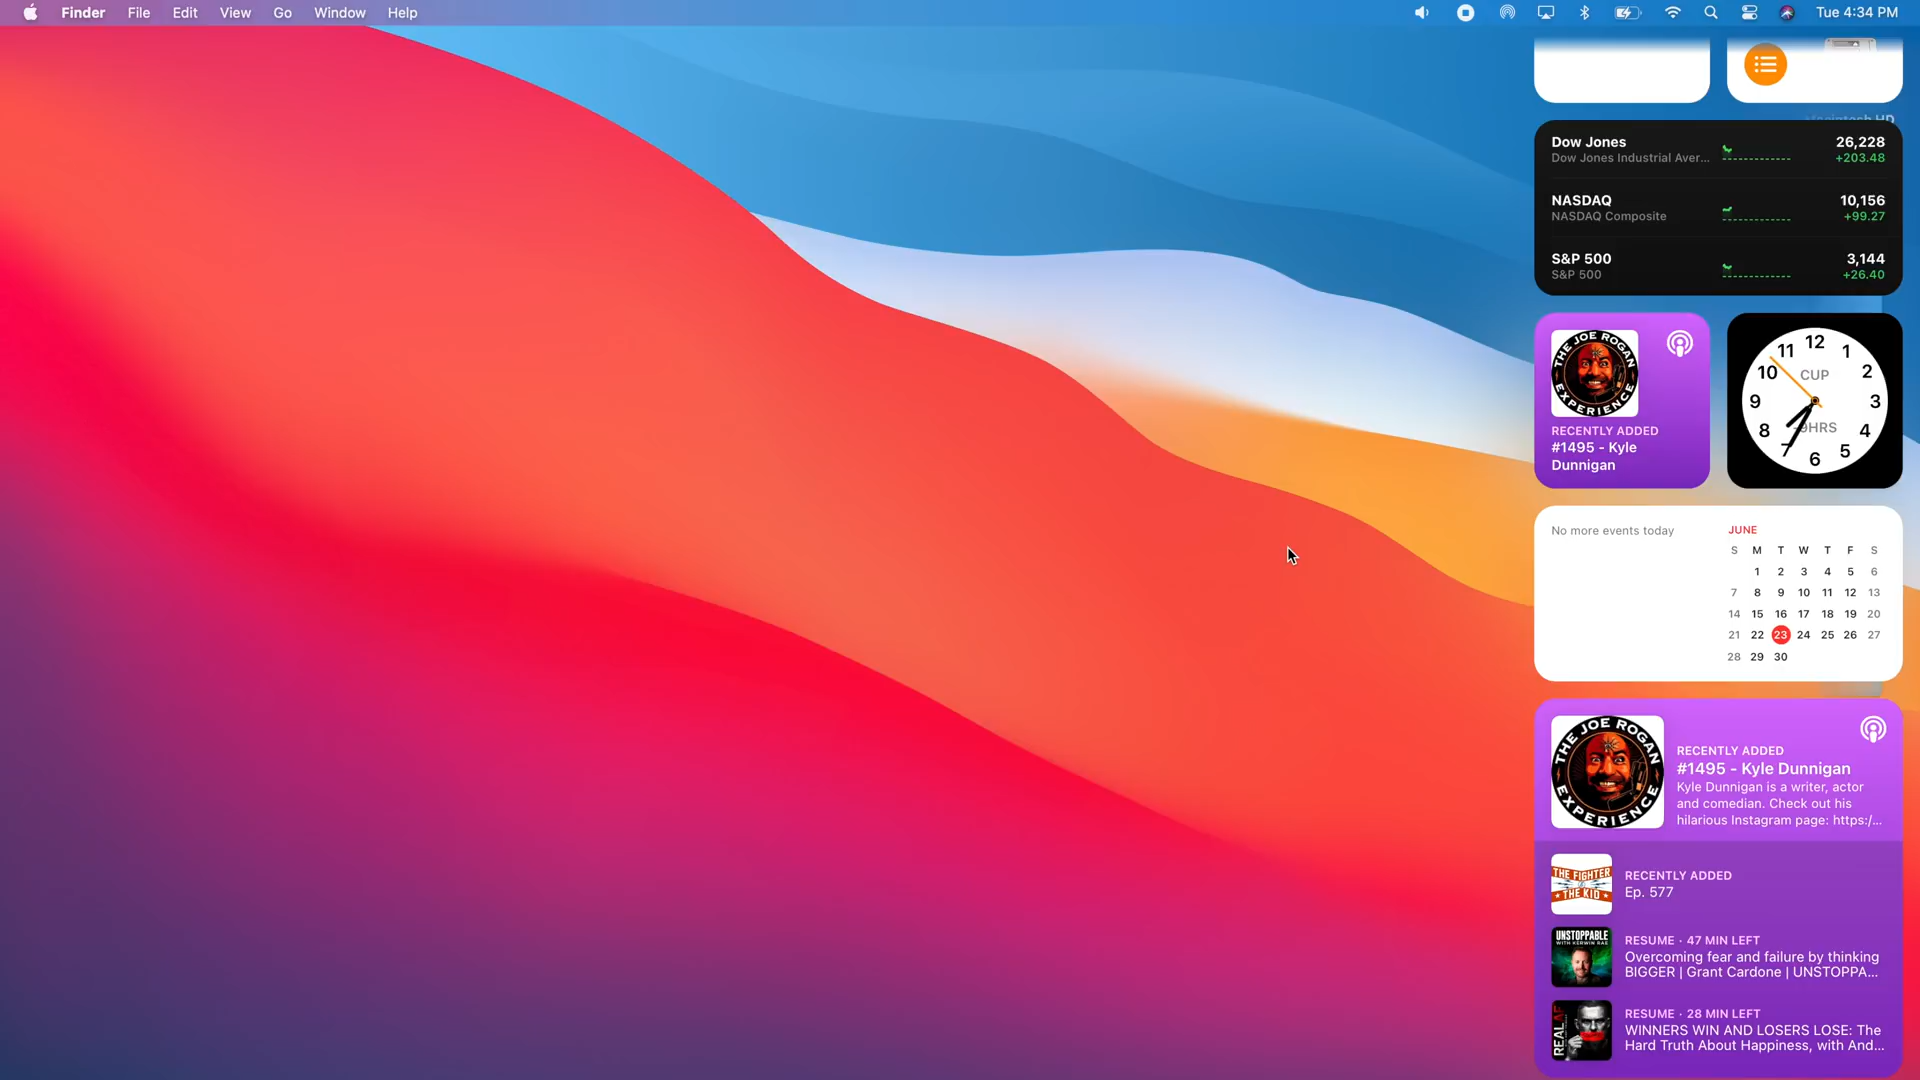 Finder File Edit View Go Window Help Tue 4:34 PM
Macintosh HD
Dow Jones 26,228
Dow Jones Industrial Aver... +203.48
NASDAQ 10,156
NASDAQ Composite +99.27
S&P 500 3,144
S&P 500 +26.40
THE JOE ROGAN
EXPERIENCE
RECENTLY ADDED
#1495 - Kyle
Dunnigan
12
11 1
10 CUP 2
9 3
8 9HRS 4
7 5
6
No more events today
JUNE
S M T W T F S
1 2 3 4 5 6
7 8 9 10 11 12 13
14 15 16 17 18 19 20
21 22 23 24 25 26 27
28 29 30
THE JOE ROGAN
EXPERIENCE
RECENTLY ADDED
#1495 - Kyle Dunnigan
Kyle Dunnigan is a writer, actor
and comedian. Check out his
hilarious Instagram page: https:/...
THE FIGHTER
THE KID
RECENTLY ADDED
Ep. 577
UNSTOPPABLE
WITH KERWIN RAE
RESUME · 47 MIN LEFT
Overcoming fear and failure by thinking
BIGGER | Grant Cardone | UNSTOPPA...
REALAF
RESUME · 28 MIN LEFT
WINNERS WIN AND LOSERS LOSE: The
Hard Truth About Happiness, with And...